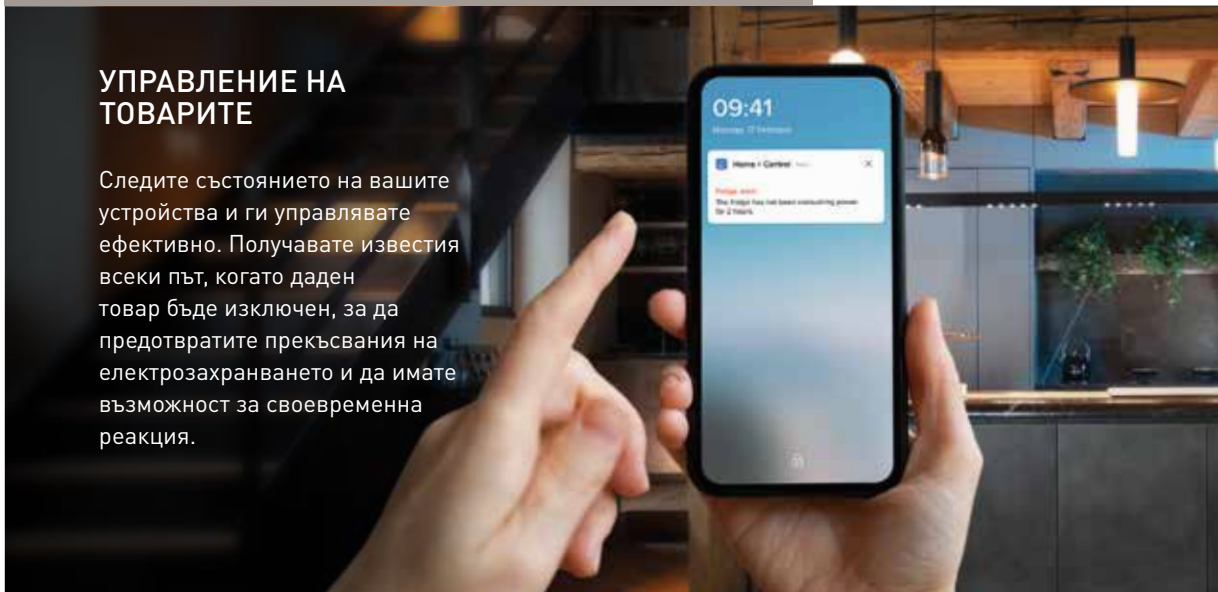 УПРАВЛЕНИЕ НА
ТОВАРИТЕ
Следите състоянието на вашите
устройства и ги управлявате
ефективно. Получавате известия
всеки път, когато даден
товар бъде изключен, за да
предотвратите прекъсвания на
електрозахранването и да имате
възможност за своевременна
реакция.
09:41
Home + Control
Fridge alert
The fridge has not been consuming power
for 2 hours